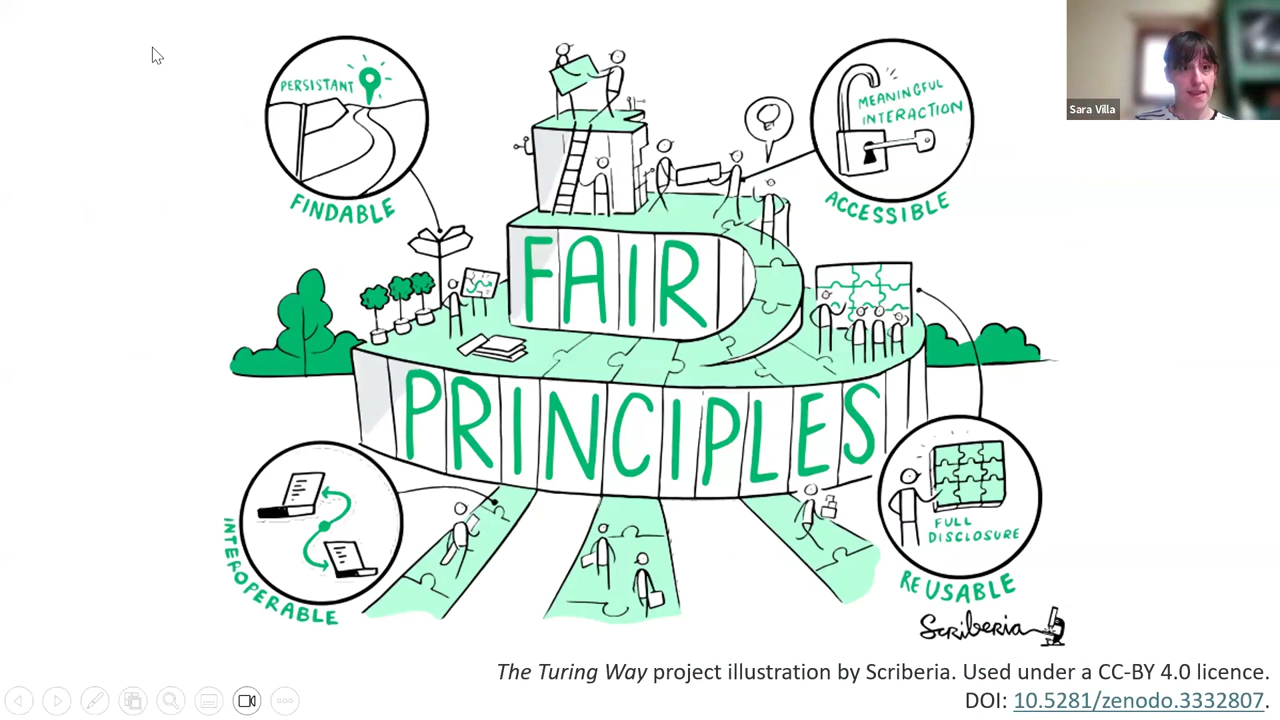 PERSISTANT
FINDABLE
MEANINGFUL
INTERACTION
ACCESSIBLE
Sara Villa
FAIR
PRINCIPLES
INTEROPERABLE
FULL
DISCLOSURE
REUSABLE
Scriberia
The Turing Way project illustration by Scriberia. Used under a CC-BY 4.0 licence.
DOI: 10.5281/zenodo.3332807.